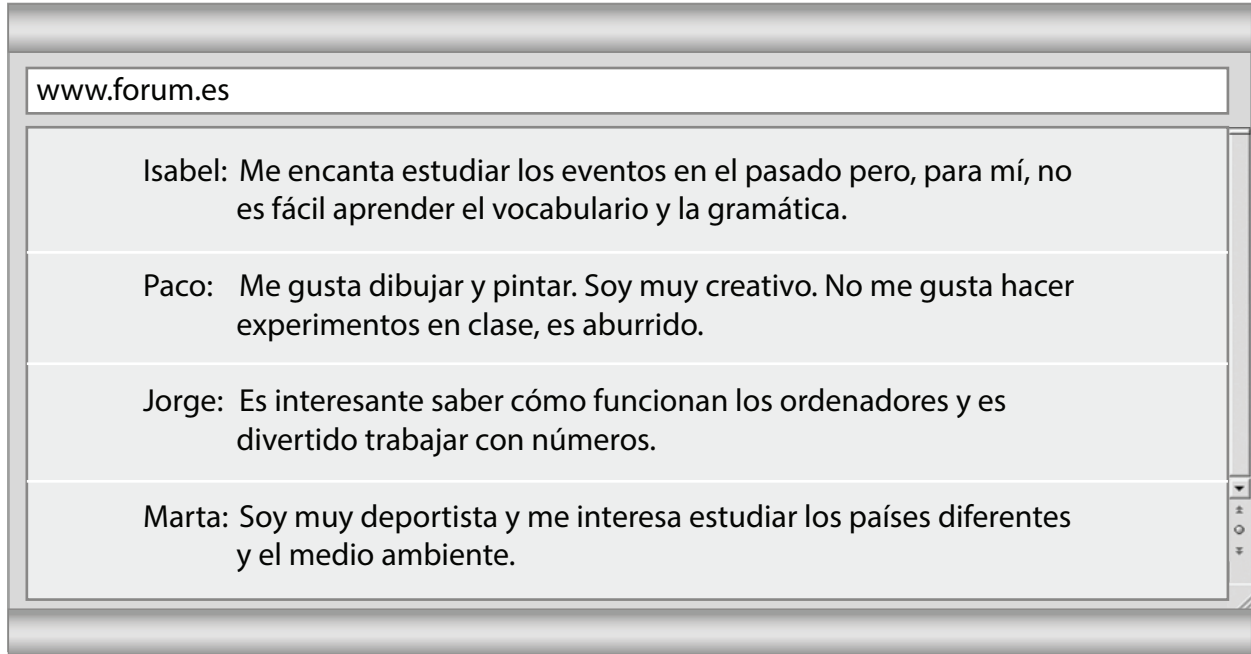 www.forum.es
Isabel: Me encanta estudiar los eventos en el pasado pero, para mí, no
es fácil aprender el vocabulario y la gramática.
Paco: Me gusta dibujar y pintar. Soy muy creativo. No me gusta hacer
experimentos en clase, es aburrido.
Jorge: Es interesante saber cómo funcionan los ordenadores y es
divertido trabajar con números.
Marta: Soy muy deportista y me interesa estudiar los países diferentes
y el medio ambiente.